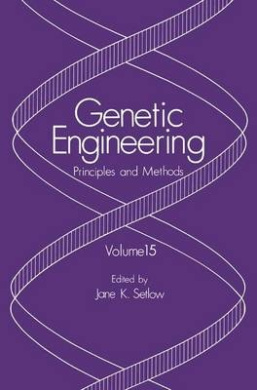 Genetic
Engineering
Principles and Methods
Volume 15
Edited by
Jane K. Setlow